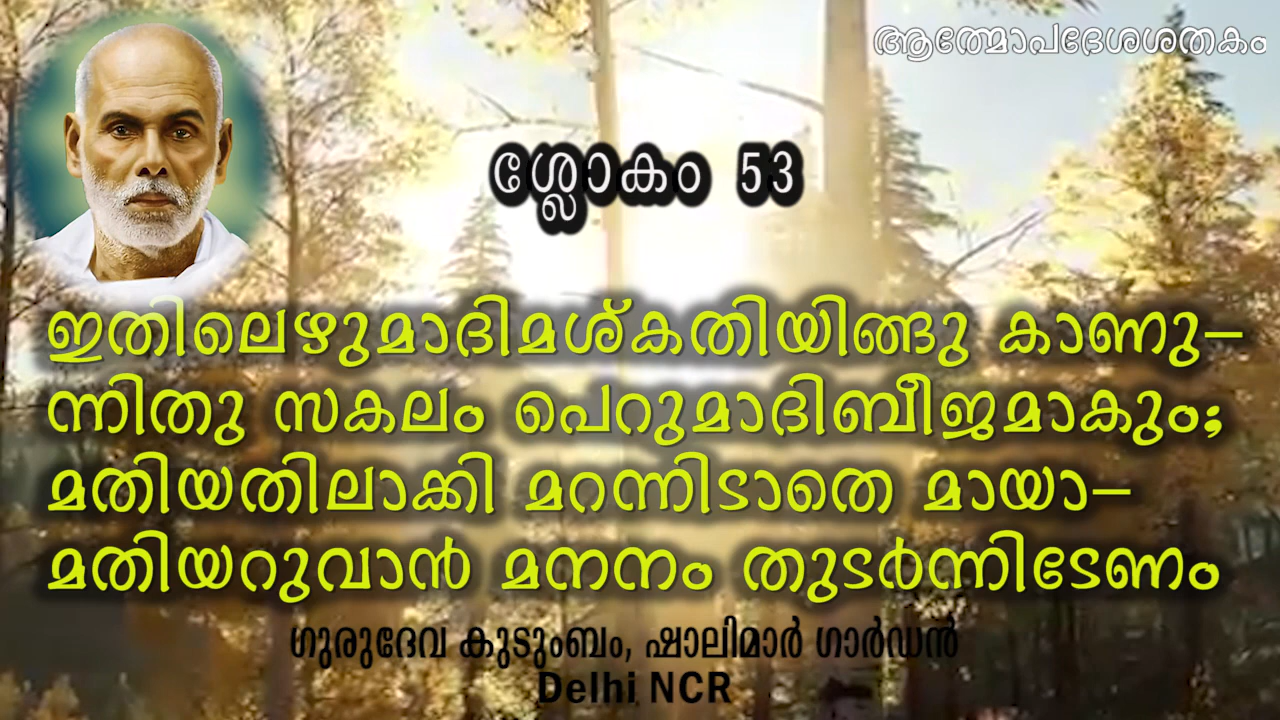 ആത്മോപദേശശതകം
ശ്ലോകം 53
ഇതിലെഴുമാദിമശ്കതിയിങ്ങു കാണു-
ന്നിതു സകലം പെറുമാദിബീജമാകും;
മതിയതിലാക്കി മറന്നിടാതെ മായാ-
മതിയറുവാൻ മനനം തുടർന്നിടേണം
ഗുരുദേവ കുടുംബം, ഷാലിമാർ ഗാർഡൻ
Delhi NCR